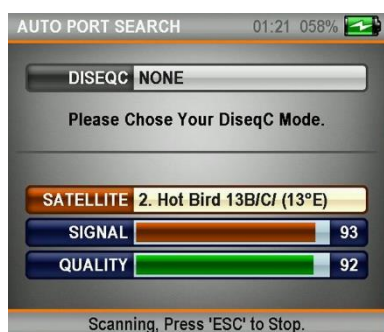 AUTO PORT SEARCH 01:21 058%
DISEQC NONE
Please Chose Your DiseqC Mode.
SATELLITE 2. Hot Bird 13B/C/ (13°E)
SIGNAL 93
QUALITY 92
Scanning, Press 'ESC' to Stop.